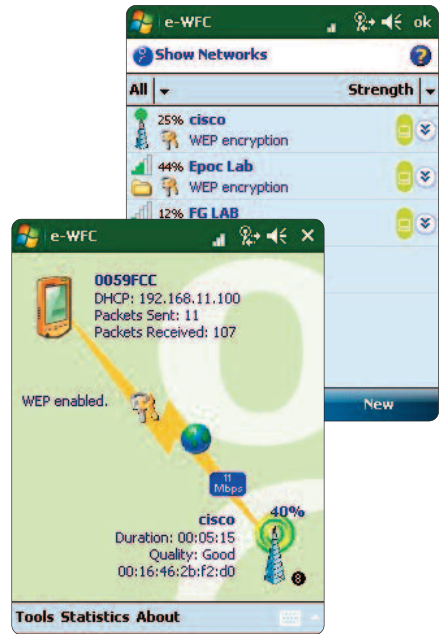 e-WFC
ok
Show Networks
All
Strength
25% cisco
WEP encryption
44% Epoc Lab
WEP encryption
12% FG LAB
New
e-WFC
0059FCC
DHCP: 192.168.11.100
Packets Sent: 11
Packets Received: 107
WEP enabled.
11
Mbps
40%
cisco
Duration: 00:05:15
Quality: Good
00:16:46:2b:f2:d0
8
Tools Statistics About